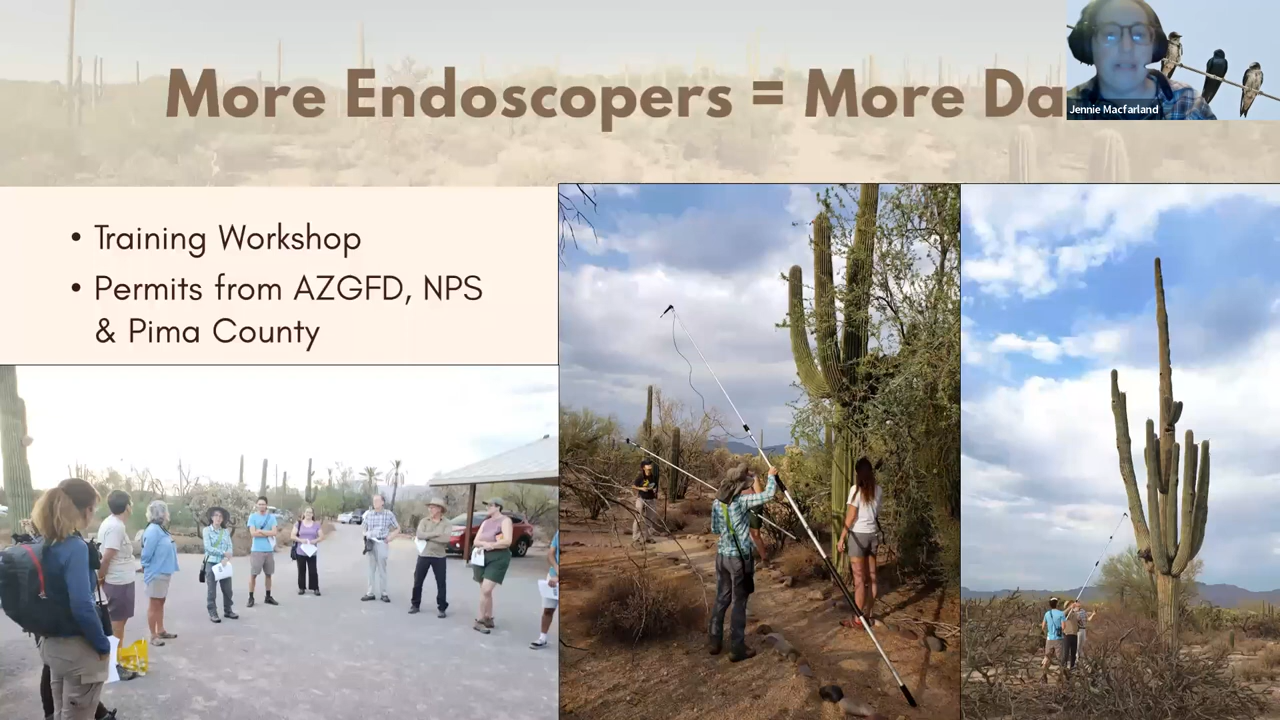 More Endoscopers = More Da
Jennie Macfarland
• Training Workshop
• Permits from AZGFD, NPS
& Pima County